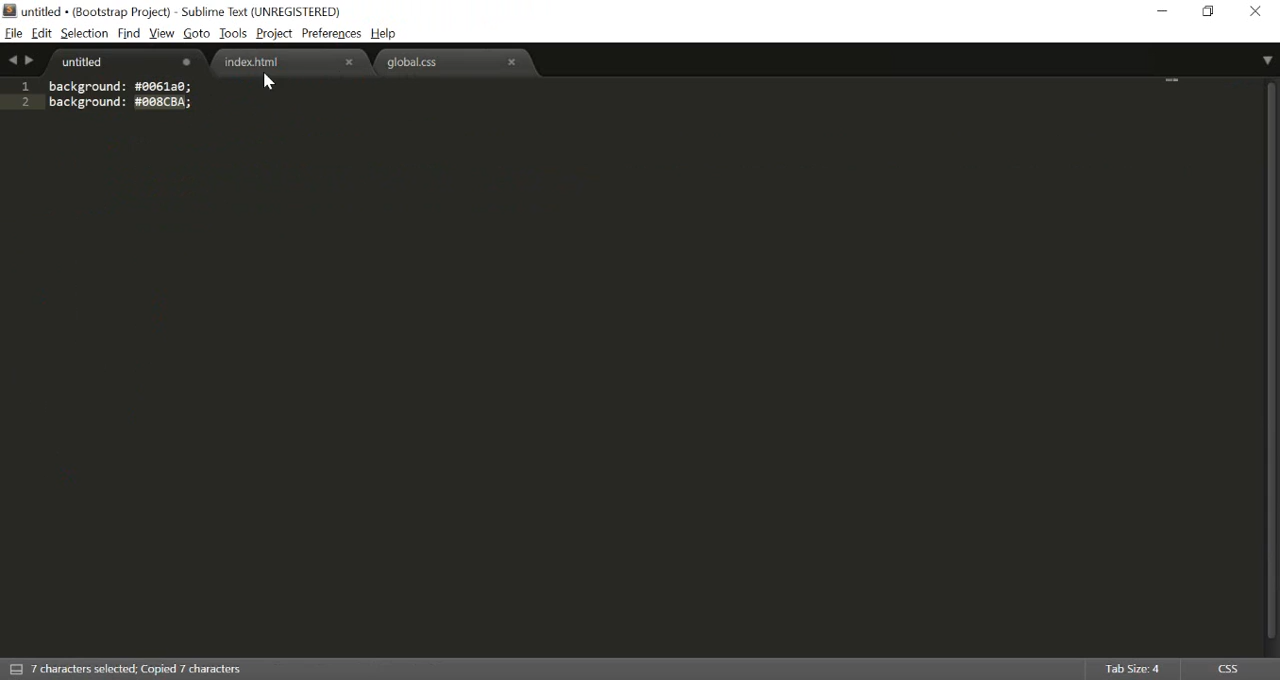 untitled • (Bootstrap Project) - Sublime Text (UNREGISTERED)
File Edit Selection Find View Goto Tools Project Preferences Help
untitled index.html global.css
1 background: #0061a0;
2 background: #008CBA;
7 characters selected; Copied 7 characters Tab Size: 4 CSS